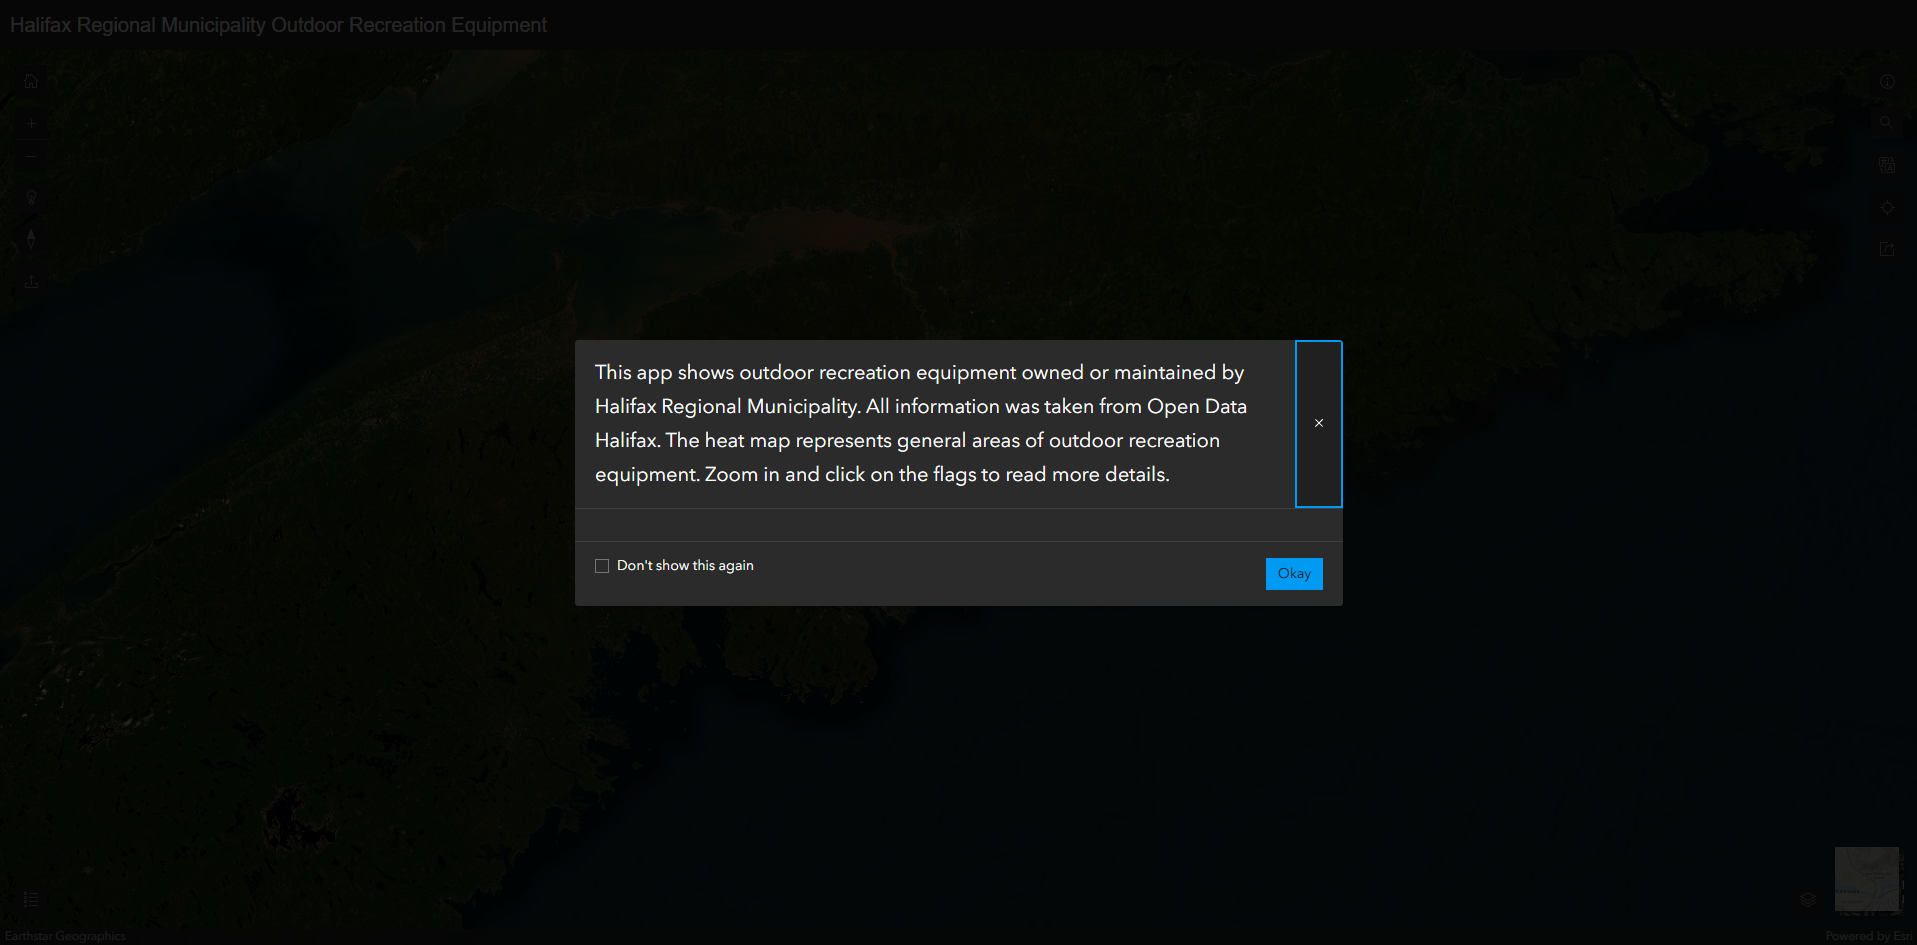 Halifax Regional Municipality Outdoor Recreation Equipment
This app shows outdoor recreation equipment owned or maintained by
Halifax Regional Municipality. All information was taken from Open Data
Halifax. The heat map represents general areas of outdoor recreation
equipment. Zoom in and click on the flags to read more details.
Don't show this again
Okay
Earthstar Geographics
Powered by Esri